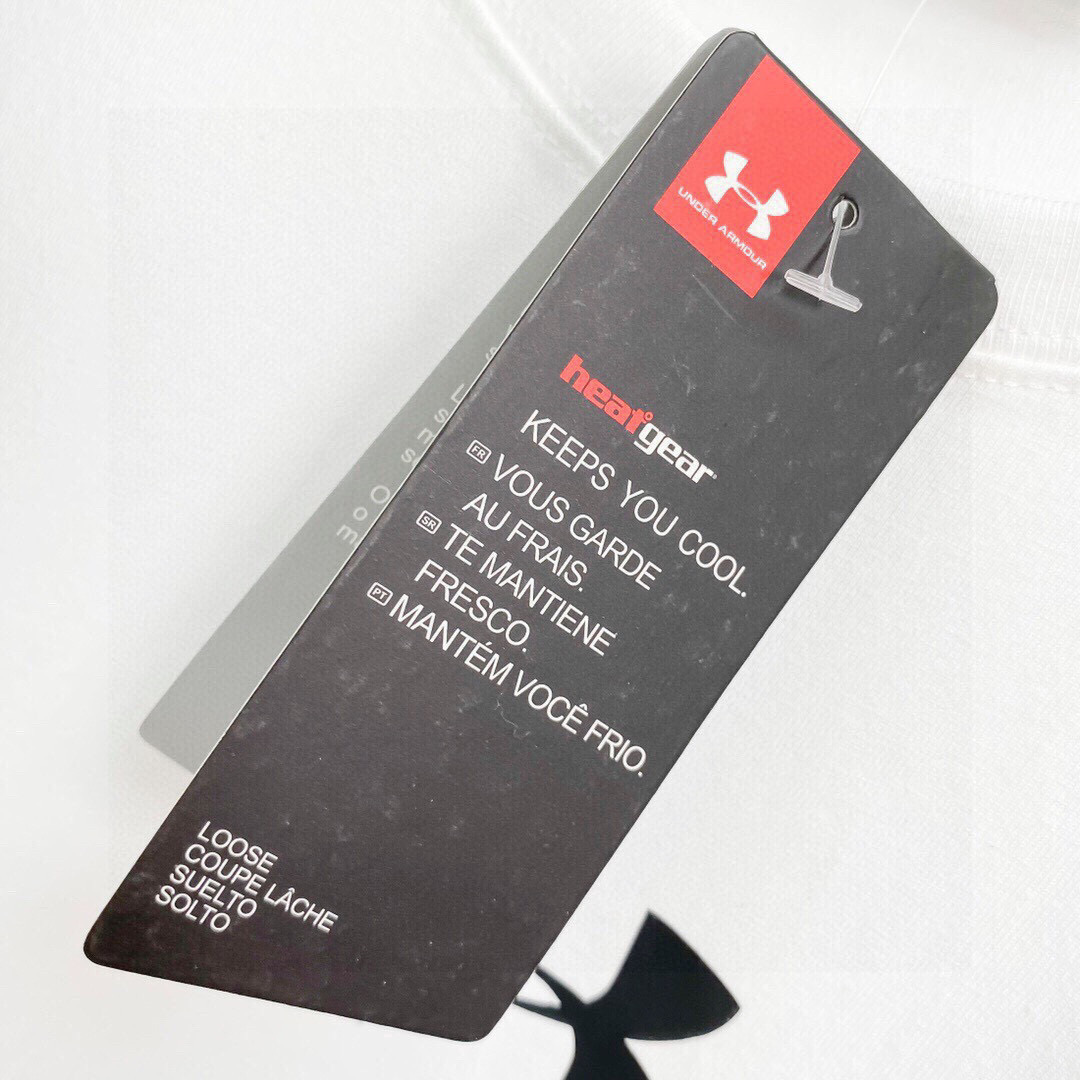 UNDER ARMOUR
heatgear
KEEPS YOU COOL.
FR VOUS GARDE
AU FRAIS.
SR TE MANTIENE
FRESCO.
PT MANTÉM VOCÊ FRIO.
LOOSE
COUPE LÂCHE
SUELTO
SOLTO